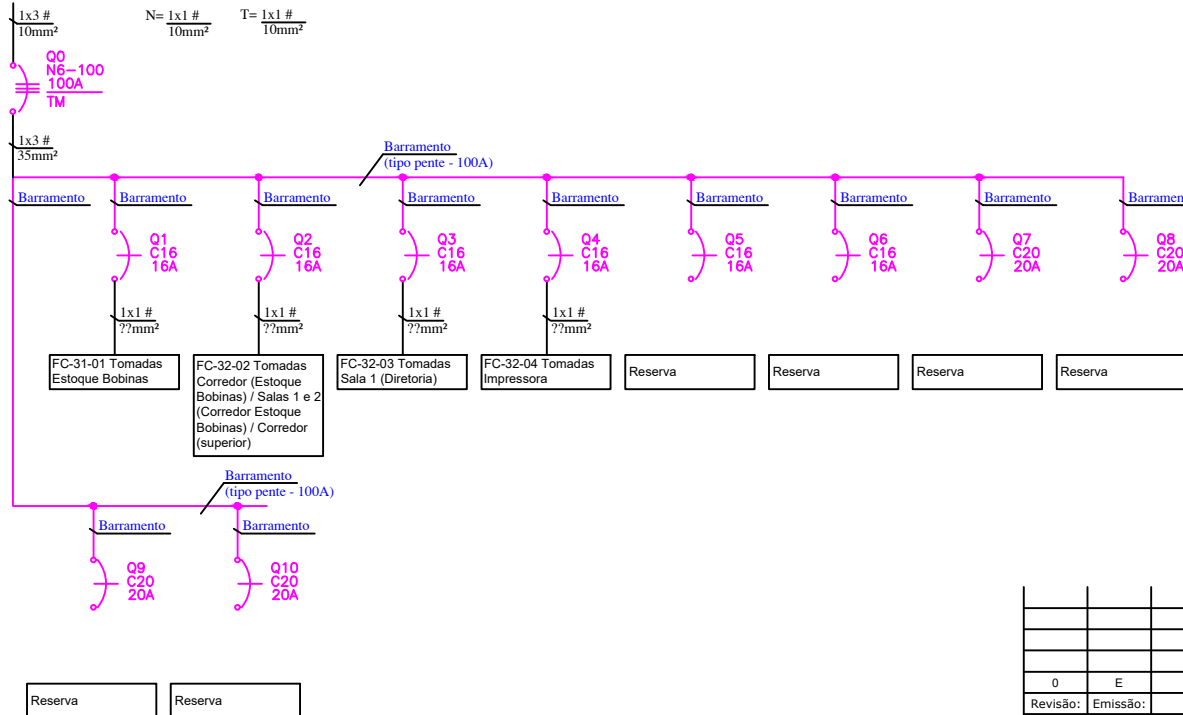 1x3 #
10mm²
N= 1x1 #
10mm²
T= 1x1 #
10mm²
Q0
N6-100
100A
TM
1x3 #
35mm²
Barramento
(tipo pente - 100A)
Barramento
Barramento
Barramento
Barramento
Barramento
Barramento
Barramento
Barramento
Q1
C16
16A
Q2
C16
16A
Q3
C16
16A
Q4
C16
16A
Q5
C16
16A
Q6
C16
16A
Q7
C20
20A
Q8
C20
20A
1x1 #
??mm²
1x1 #
??mm²
1x1 #
??mm²
1x1 #
??mm²
FC-31-01 Tomadas
Estoque Bobinas
FC-32-02 Tomadas
Corredor (Estoque
Bobinas) / Salas 1 e 2
(Corredor Estoque
Bobinas) / Corredor
(superior)
FC-32-03 Tomadas
Sala 1 (Diretoria)
FC-32-04 Tomadas
Impressora
Reserva
Reserva
Reserva
Reserva
Barramento
(tipo pente - 100A)
Barramento
Barramento
Q9
C20
20A
Q10
C20
20A
Reserva
Reserva
0 E
Revisão: Emissão: